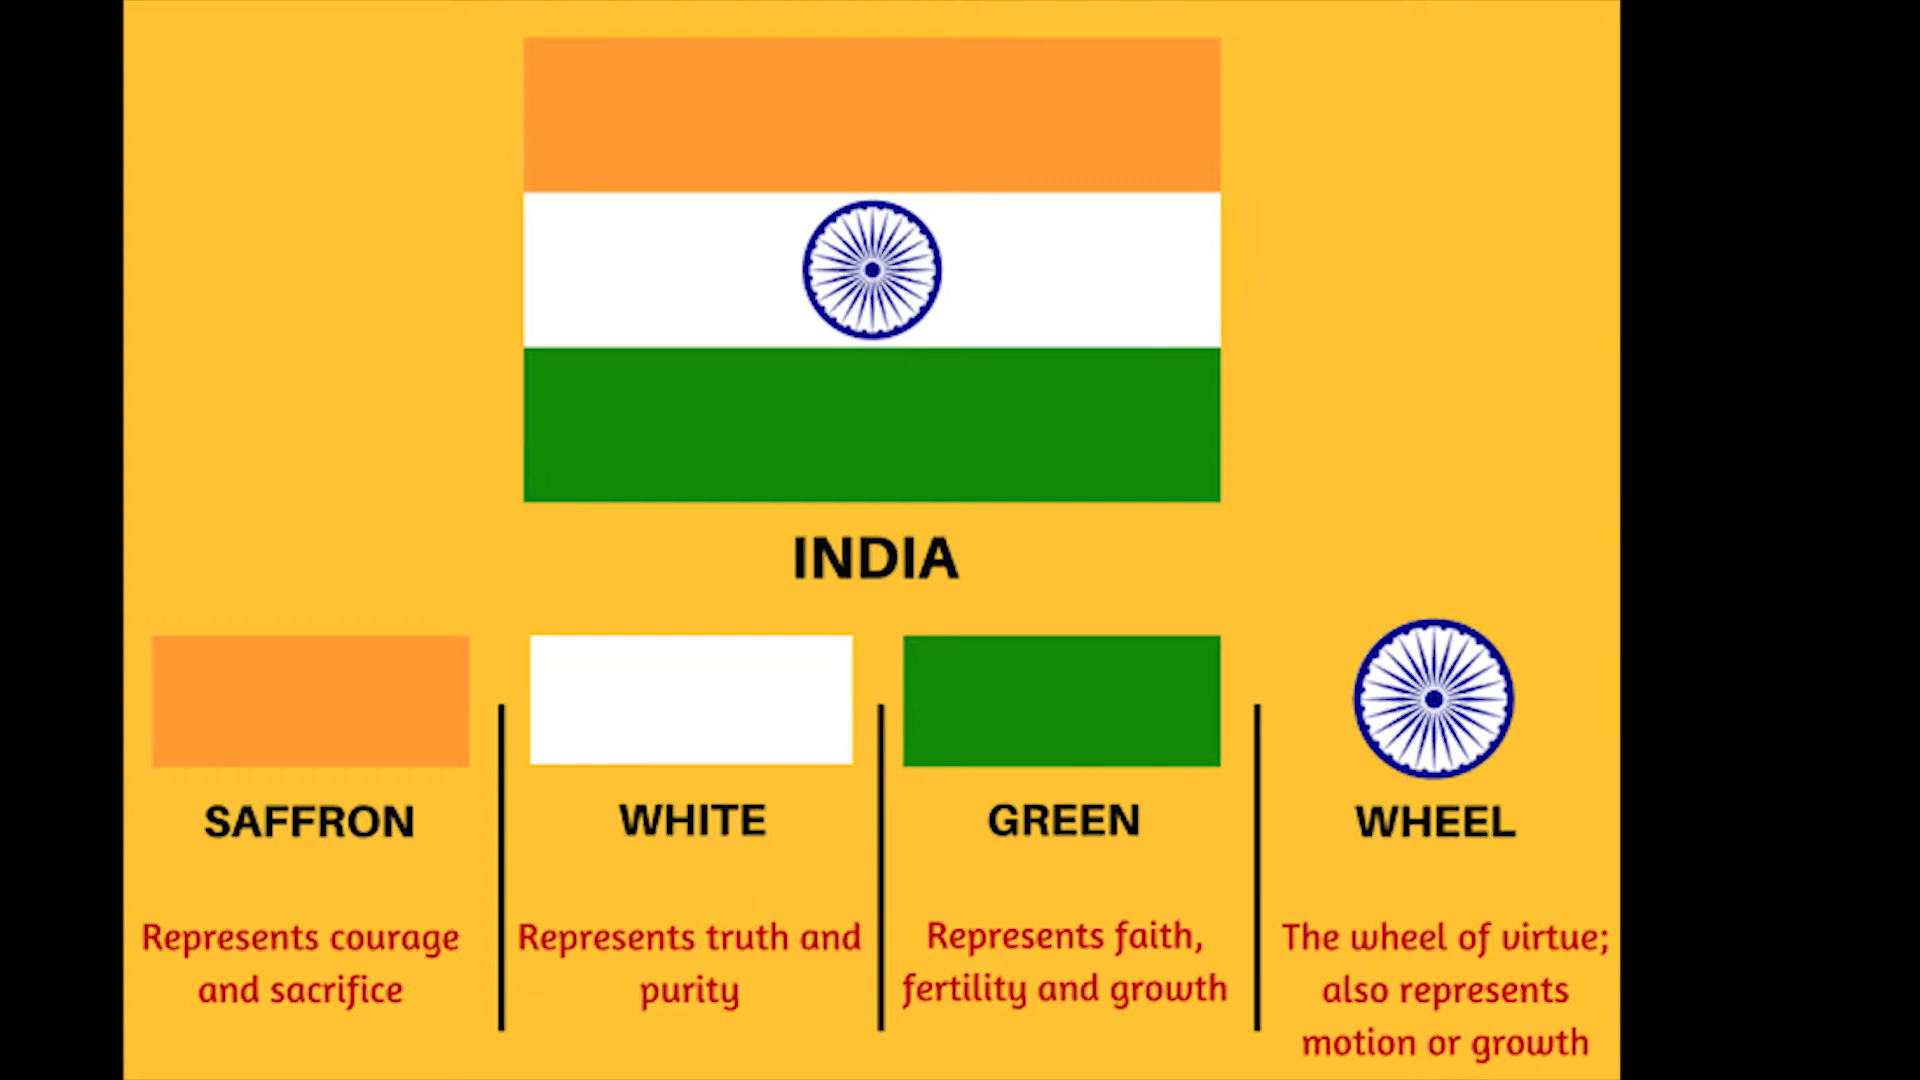 INDIA
SAFFRON
Represents courage
and sacrifice
WHITE
Represents truth and
purity
GREEN
Represents faith,
fertility and growth
WHEEL
The wheel of virtue;
also represents
motion or growth